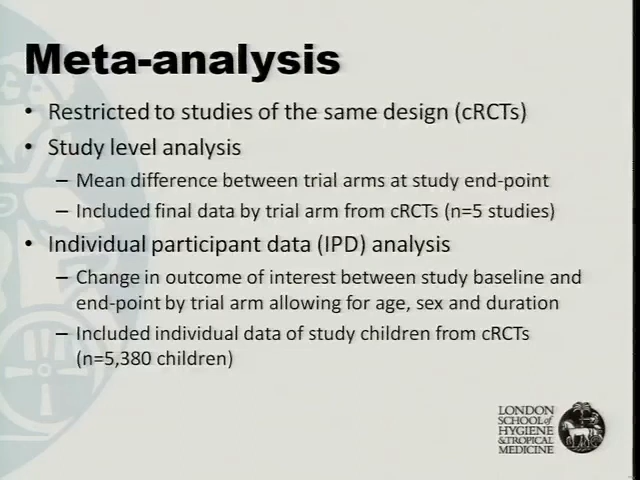 Meta-analysis
• Restricted to studies of the same design (cRCTs)
• Study level analysis
– Mean difference between trial arms at study end-point
– Included final data by trial arm from cRCTs (n=5 studies)
• Individual participant data (IPD) analysis
– Change in outcome of interest between study baseline and
end-point by trial arm allowing for age, sex and duration
– Included individual data of study children from cRCTs
(n=5,380 children)
LONDON
SCHOOL of
HYGIENE
& TROPICAL
MEDICINE